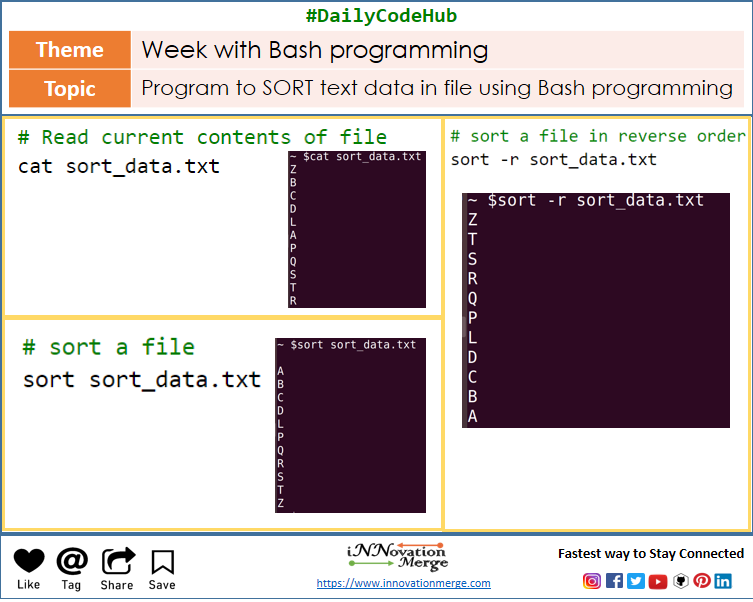 #DailyCodeHub
Theme
Week with Bash programming
Topic
Program to SORT text data in file using Bash programming
# Read current contents of file
cat sort_data.txt
~ $cat sort_data.txt
Z
B
C
D
L
A
P
Q
S
T
R
# sort a file
sort sort_data.txt
~ $sort sort_data.txt
A
B
C
D
L
P
Q
R
S
T
Z
# sort a file in reverse order
sort -r sort_data.txt
~ $sort -r sort_data.txt
Z
T
S
R
Q
P
L
D
C
B
A
Like
Tag
Share
Save
iNNovation
Merge
https://www.innovationmerge.com
Fastest way to Stay Connected